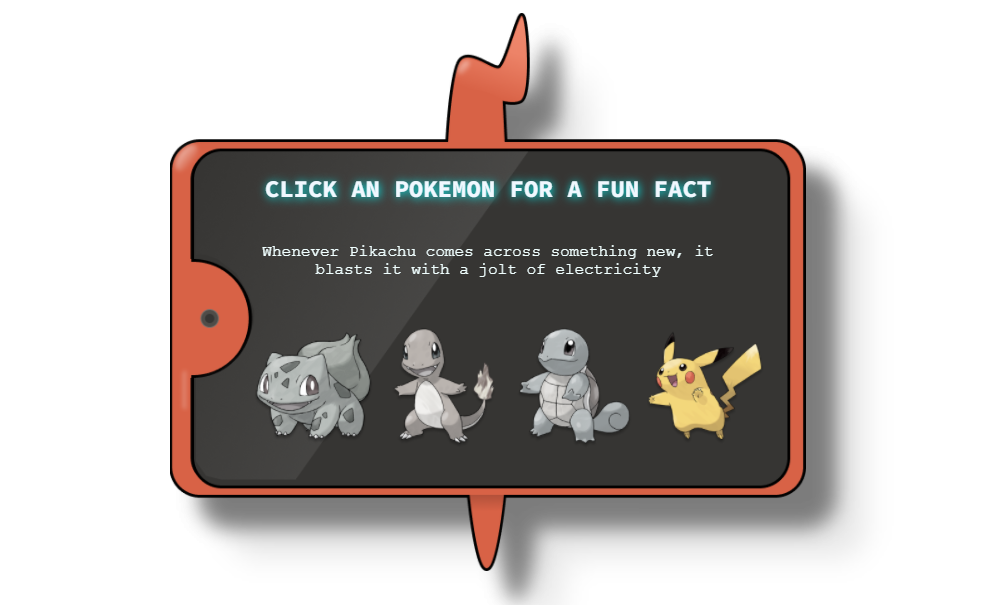 CLICK AN POKEMON FOR A FUN FACT
Whenever Pikachu comes across something new, it
blasts it with a jolt of electricity